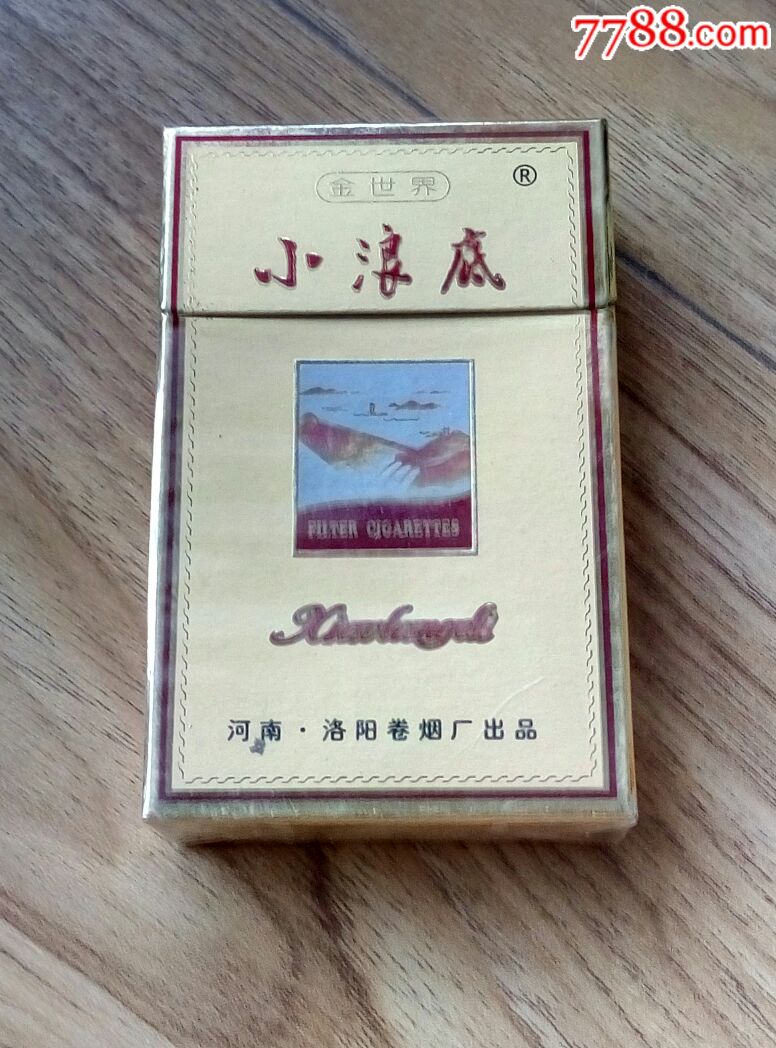 7788.com
金世界
®
小浪底
FILTER CIGARETTES
Xiaolangdi
河南·洛阳卷烟厂出品